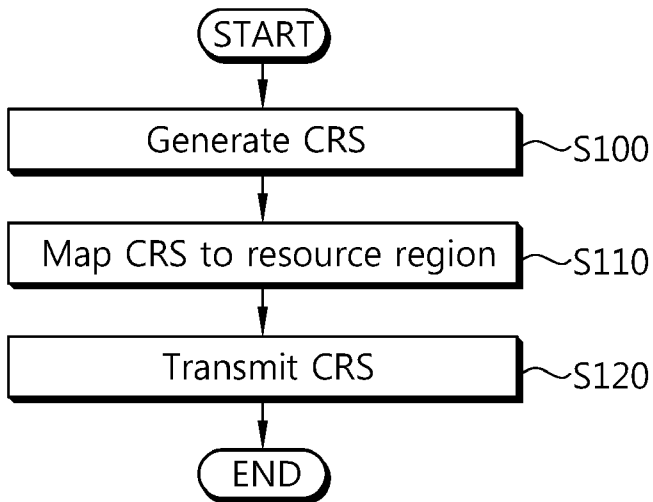 START
Generate CRS
S100
Map CRS to resource region
S110
Transmit CRS
S120
END